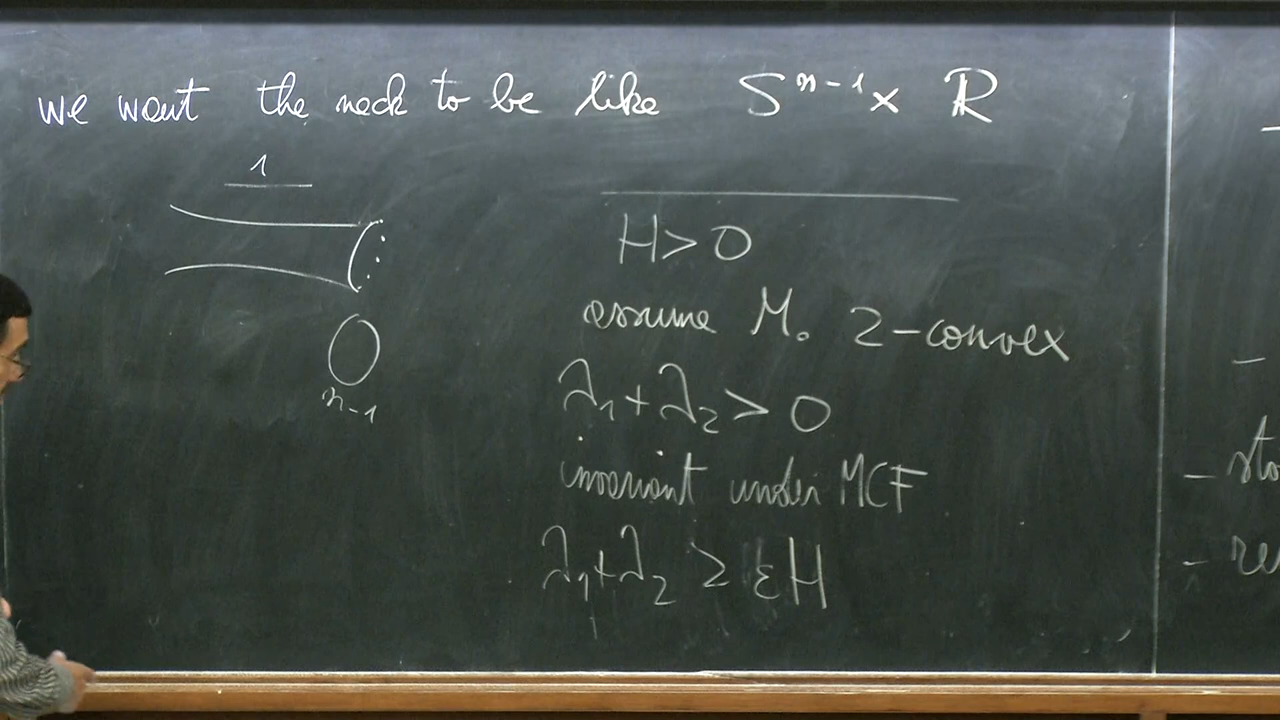 we want the neck to be like S^{n-1} × ℝ
1
n-1
H > 0
assume M₀ 2-convex
λ₁ + λ₂ > 0
invariant under MCF
λ₁ + λ₂ ≥ εH